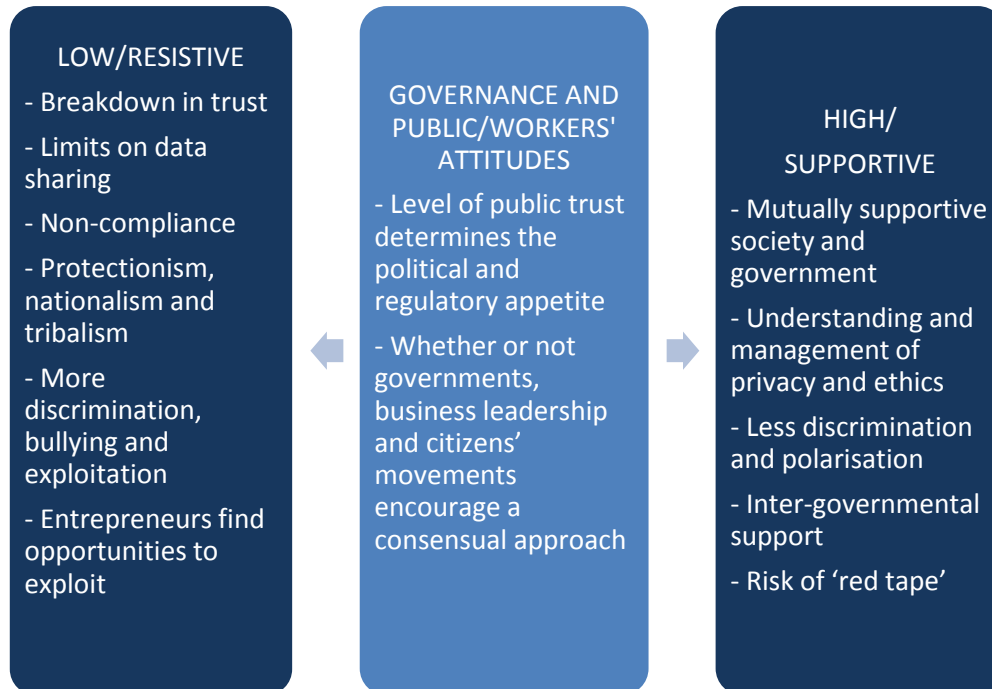 LOW/RESISTIVE
- Breakdown in trust
- Limits on data
sharing
- Non-compliance
- Protectionism,
nationalism and
tribalism
- More
discrimination,
bullying and
exploitation
- Entrepreneurs find
opportunities to
exploit
GOVERNANCE AND
PUBLIC/WORKERS'
ATTITUDES
- Level of public trust
determines the
political and
regulatory appetite
- Whether or not
governments,
business leadership
and citizens’
movements
encourage a
consensual approach
HIGH/
SUPPORTIVE
- Mutually supportive
society and
government
- Understanding and
management of
privacy and ethics
- Less discrimination
and polarisation
- Inter-governmental
support
- Risk of ‘red tape’